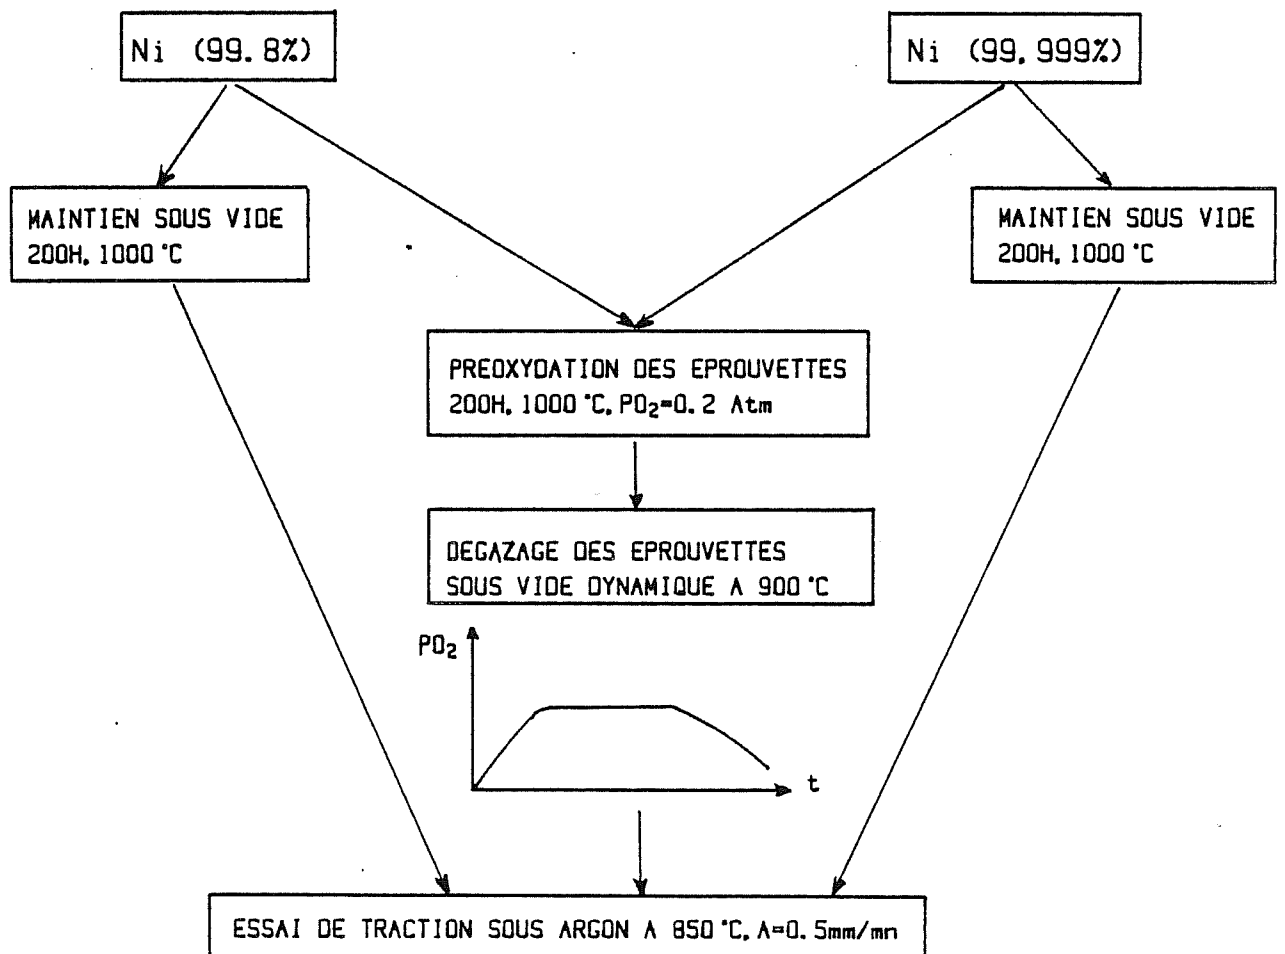 Ni (99.8%)
Ni (99,999%)
MAINTIEN SOUS VIDE
200H, 1000 °C
MAINTIEN SOUS VIDE
200H, 1000 °C
PREOXYDATION DES EPROUVETTES
200H, 1000 °C, PO₂=0.2 Atm
DEGAZAGE DES EPROUVETTES
SOUS VIDE DYNAMIQUE A 900 °C
PO₂
t
ESSAI DE TRACTION SOUS ARGON A 850 °C, A=0.5mm/mn